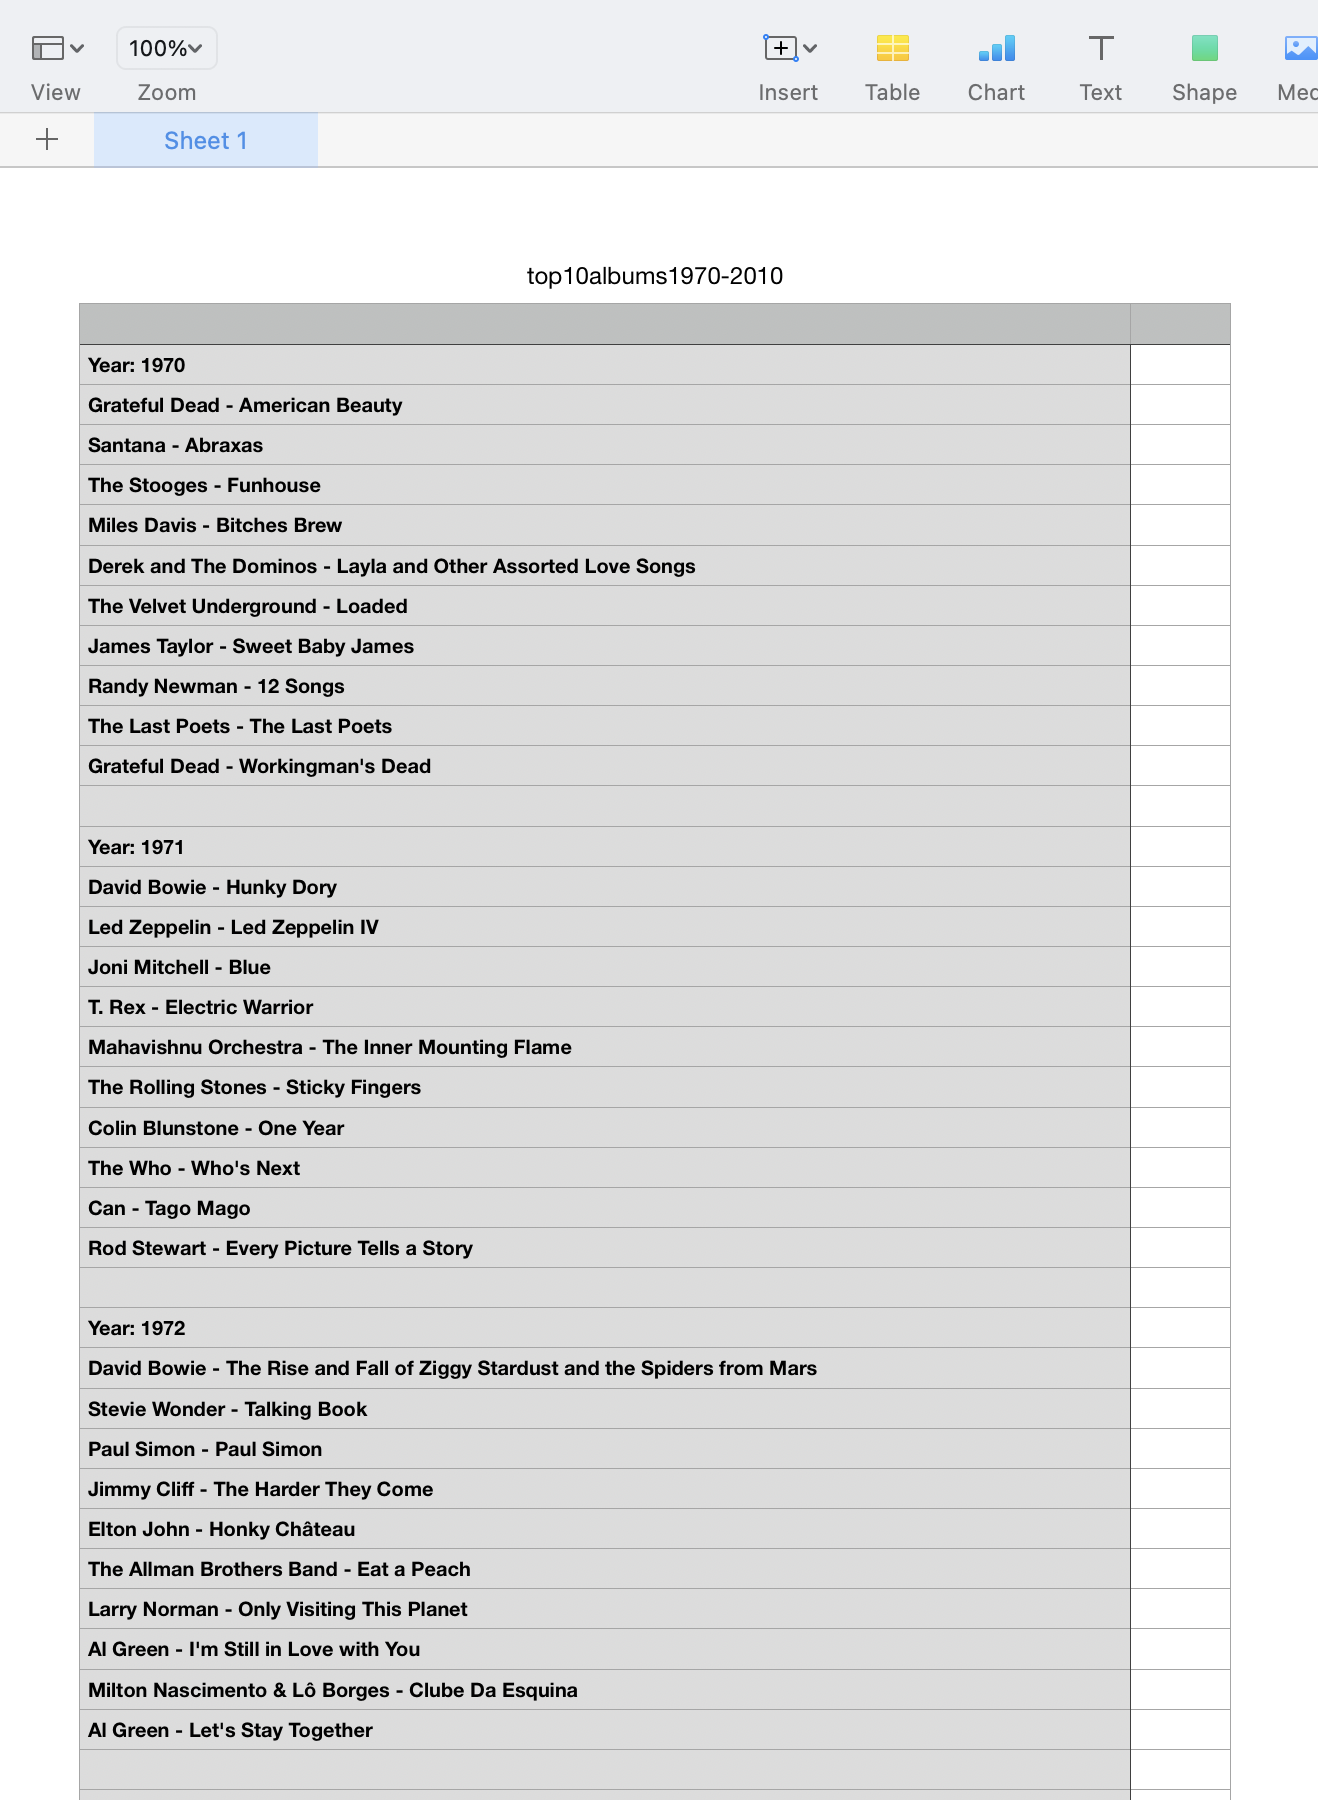 100%
View
Zoom
Insert
Table
Chart
Text
Shape
Med
Sheet 1
top10albums1970-2010
Year: 1970
Grateful Dead - American Beauty
Santana - Abraxas
The Stooges - Funhouse
Miles Davis - Bitches Brew
Derek and The Dominos - Layla and Other Assorted Love Songs
The Velvet Underground - Loaded
James Taylor - Sweet Baby James
Randy Newman - 12 Songs
The Last Poets - The Last Poets
Grateful Dead - Workingman's Dead
Year: 1971
David Bowie - Hunky Dory
Led Zeppelin - Led Zeppelin IV
Joni Mitchell - Blue
T. Rex - Electric Warrior
Mahavishnu Orchestra - The Inner Mounting Flame
The Rolling Stones - Sticky Fingers
Colin Blunstone - One Year
The Who - Who's Next
Can - Tago Mago
Rod Stewart - Every Picture Tells a Story
Year: 1972
David Bowie - The Rise and Fall of Ziggy Stardust and the Spiders from Mars
Stevie Wonder - Talking Book
Paul Simon - Paul Simon
Jimmy Cliff - The Harder They Come
Elton John - Honky Château
The Allman Brothers Band - Eat a Peach
Larry Norman - Only Visiting This Planet
Al Green - I'm Still in Love with You
Milton Nascimento & Lô Borges - Clube Da Esquina
Al Green - Let's Stay Together